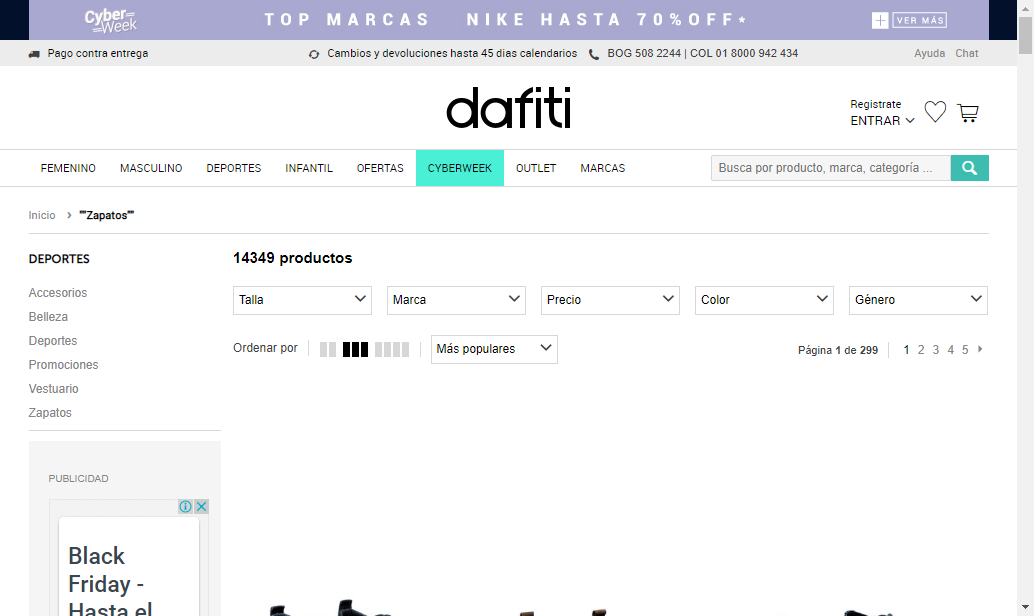 Cyber Week TOP MARCAS NIKE HASTA 70%OFF* VER MÁS
Pago contra entrega Cambios y devoluciones hasta 45 dias calendarios BOG 508 2244 | COL 01 8000 942 434 Ayuda Chat
dafiti
Registrate
ENTRAR
FEMENINO MASCULINO DEPORTES INFANTIL OFERTAS CYBERWEEK OUTLET MARCAS Busca por producto, marca, categoría ...
Inicio › ""Zapatos""
DEPORTES
Accesorios
Belleza
Deportes
Promociones
Vestuario
Zapatos
14349 productos
Talla Marca Precio Color Género
Ordenar por Más populares Página 1 de 299 1 2 3 4 5
PUBLICIDAD
Black
Friday -
Hasta el